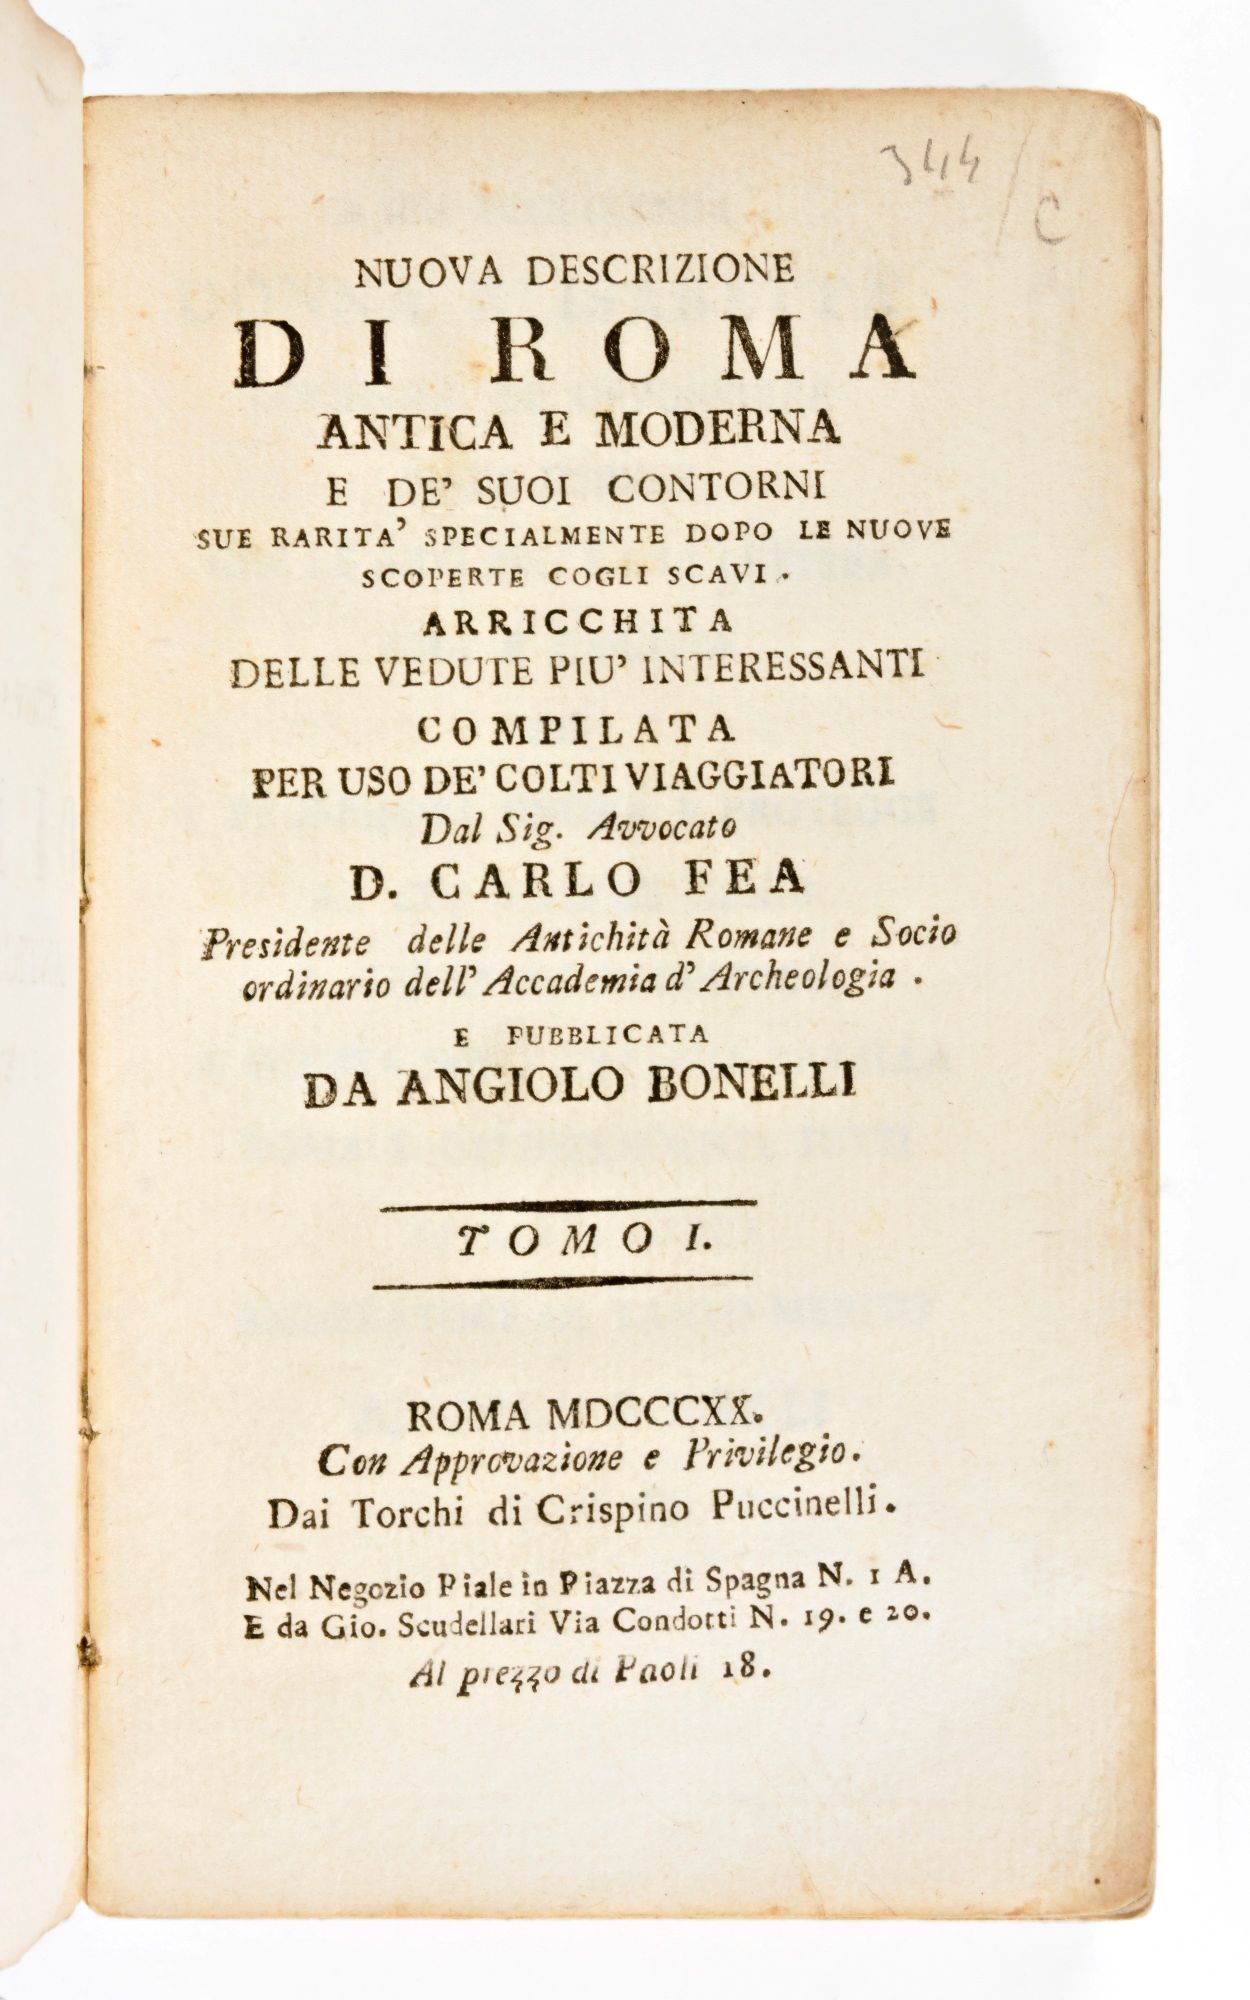 344 / C
NUOVA DESCRIZIONE
DI ROMA
ANTICA E MODERNA
E DE' SUOI CONTORNI
SUE RARITA' SPECIALMENTE DOPO LE NUOVE
SCOPERTE COGLI SCAVI.
ARRICCHITA
DELLE VEDUTE PIU' INTERESSANTI
COMPILATA
PER USO DE' COLTI VIAGGIATORI
Dal Sig. Avvocato
D. CARLO FEA
Presidente delle Antichità Romane e Socio
ordinario dell' Accademia d' Archeologia.
E PUBBLICATA
DA ANGIOLO BONELLI
TOMO I.
ROMA MDCCCXX.
Con Approvazione e Privilegio.
Dai Torchi di Crispino Puccinelli.
Nel Negozio Piale in Piazza di Spagna N. 1 A.
E da Gio. Scudellari Via Condotti N. 19. e 20.
Al prezzo di Paoli 18.